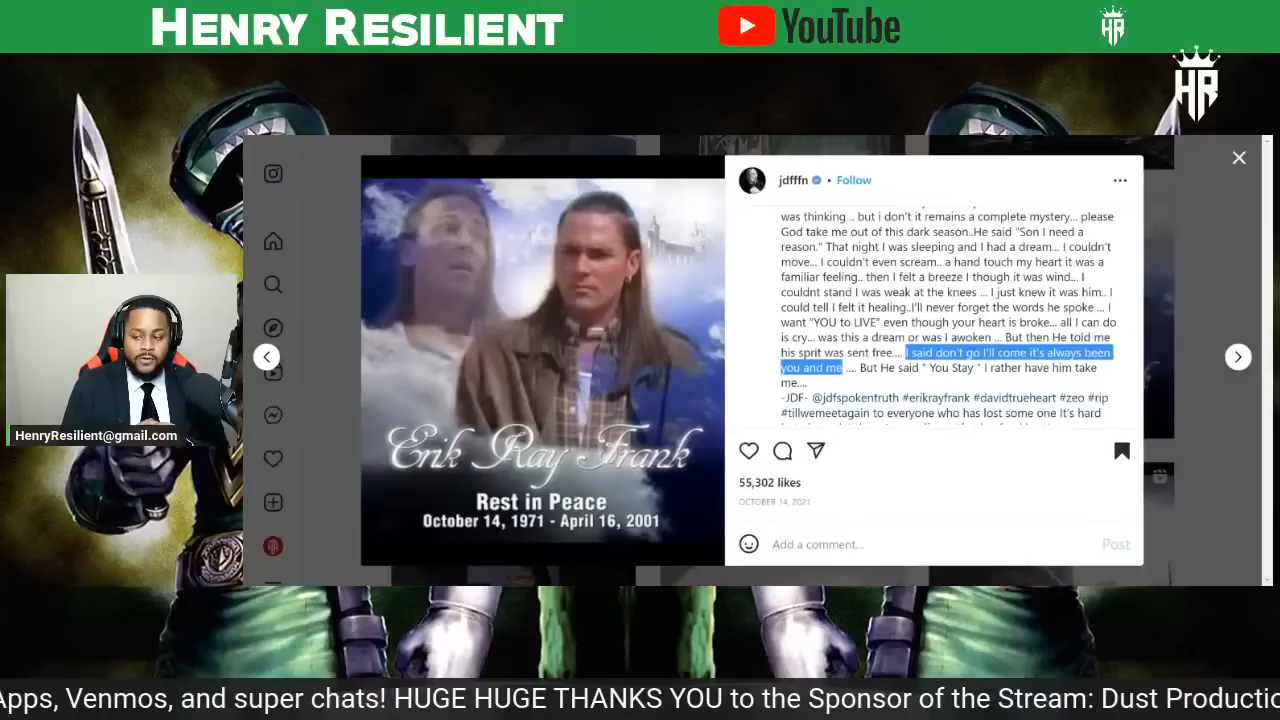 HENRY RESILIENT
YouTube
HR
HR
jdfffn • Follow
was thinking .. but i don't it remains a complete mystery... please
God take me out of this dark season..He said "Son I need a
reason." That night I was sleeping and I had a dream... I couldn't
move... I couldn't even scream.. a hand touch my heart it was a
familiar feeling.. then I felt a breeze I though it was wind... I
couldnt stand I was weak at the knees ... I just knew it was him.. I
could tell I felt it healing..I'll never forget the words he spoke ... I
want "YOU to LIVE" even though your heart is broke... all I can do
is cry... was this a dream or was I awoken ... But then He told me
his sprit was sent free.... I said don't go I'll come it's always been
you and me .... But He said " You Stay " I rather have him take
me....
-JDF- @jdfspokentruth #erikrayfrank #davidtrueheart #zeo #rip
#tillwemeetagain to everyone who has lost some one It's hard
Erik Ray Frank
Rest in Peace
October 14, 1971 - April 16, 2001
55,302 likes
OCTOBER 14, 2021
Add a comment...
Post
HenryResilient@gmail.com
HR
Apps, Venmos, and super chats! HUGE HUGE THANKS YOU to the Sponsor of the Stream: Dust Productio